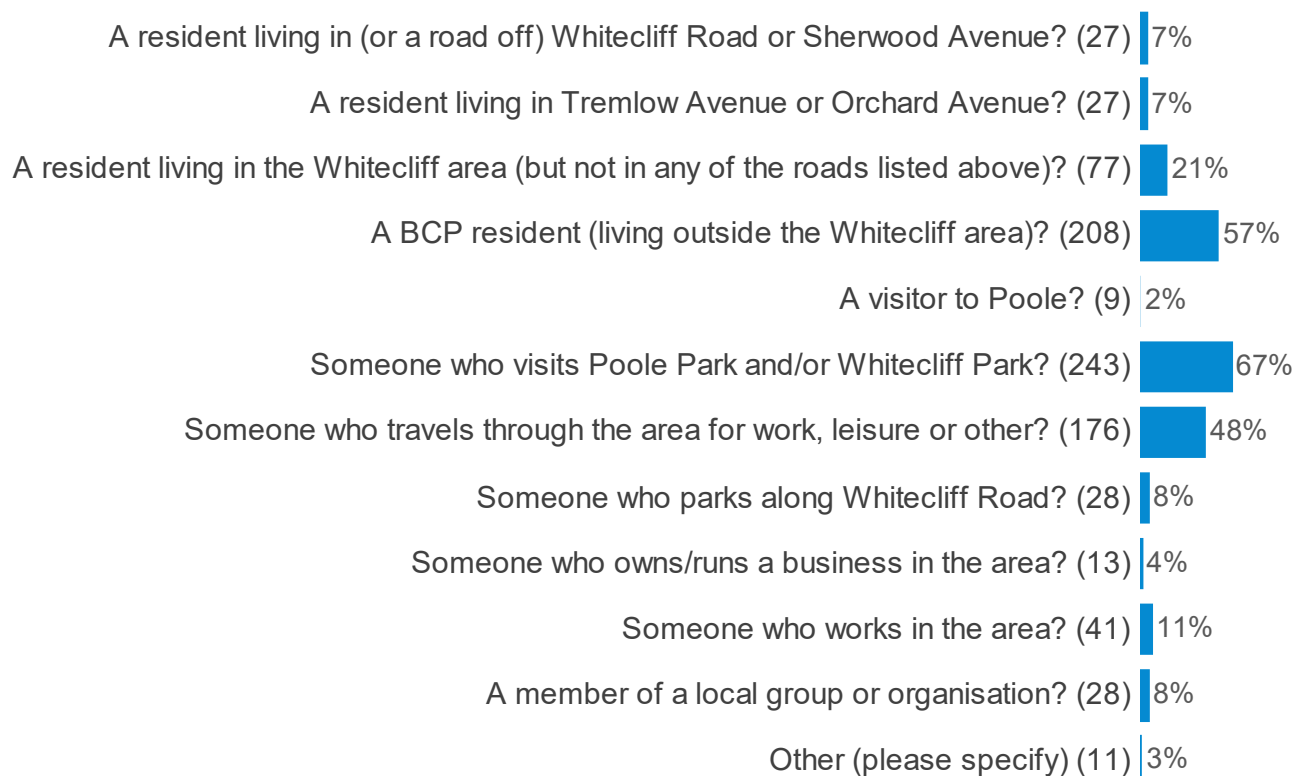 A resident living in (or a road off) Whitecliff Road or Sherwood Avenue? (27) 7%
A resident living in Tremlow Avenue or Orchard Avenue? (27) 7%
A resident living in the Whitecliff area (but not in any of the roads listed above)? (77) 21%
A BCP resident (living outside the Whitecliff area)? (208) 57%
A visitor to Poole? (9) 2%
Someone who visits Poole Park and/or Whitecliff Park? (243) 67%
Someone who travels through the area for work, leisure or other? (176) 48%
Someone who parks along Whitecliff Road? (28) 8%
Someone who owns/runs a business in the area? (13) 4%
Someone who works in the area? (41) 11%
A member of a local group or organisation? (28) 8%
Other (please specify) (11) 3%